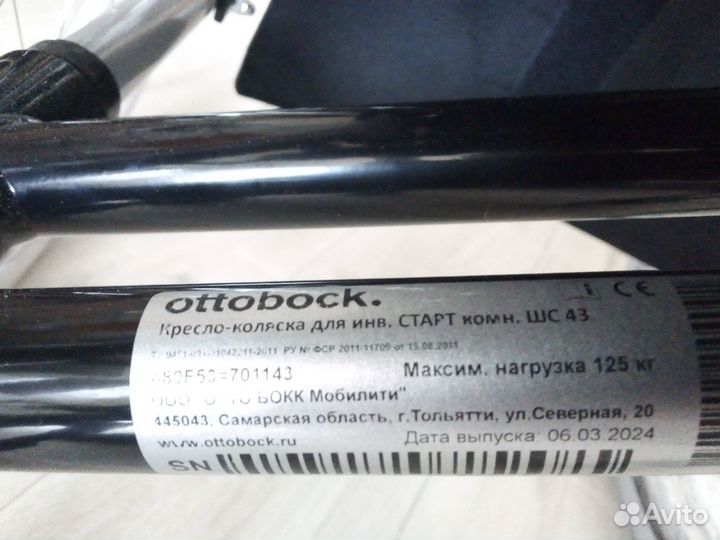 ottobock.
CE
Кресло-коляска для инв. СТАРТ комн. ШС 43
РУ № ФСР 2011/11709 от 15.08.2011
701143 Максим. нагрузка 125 кг
БОКК Мобилити"
445043, Самарская область, г.Тольятти, ул.Северная, 20
www.ottobock.ru Дата выпуска: 06.03.2024
SN
Avito